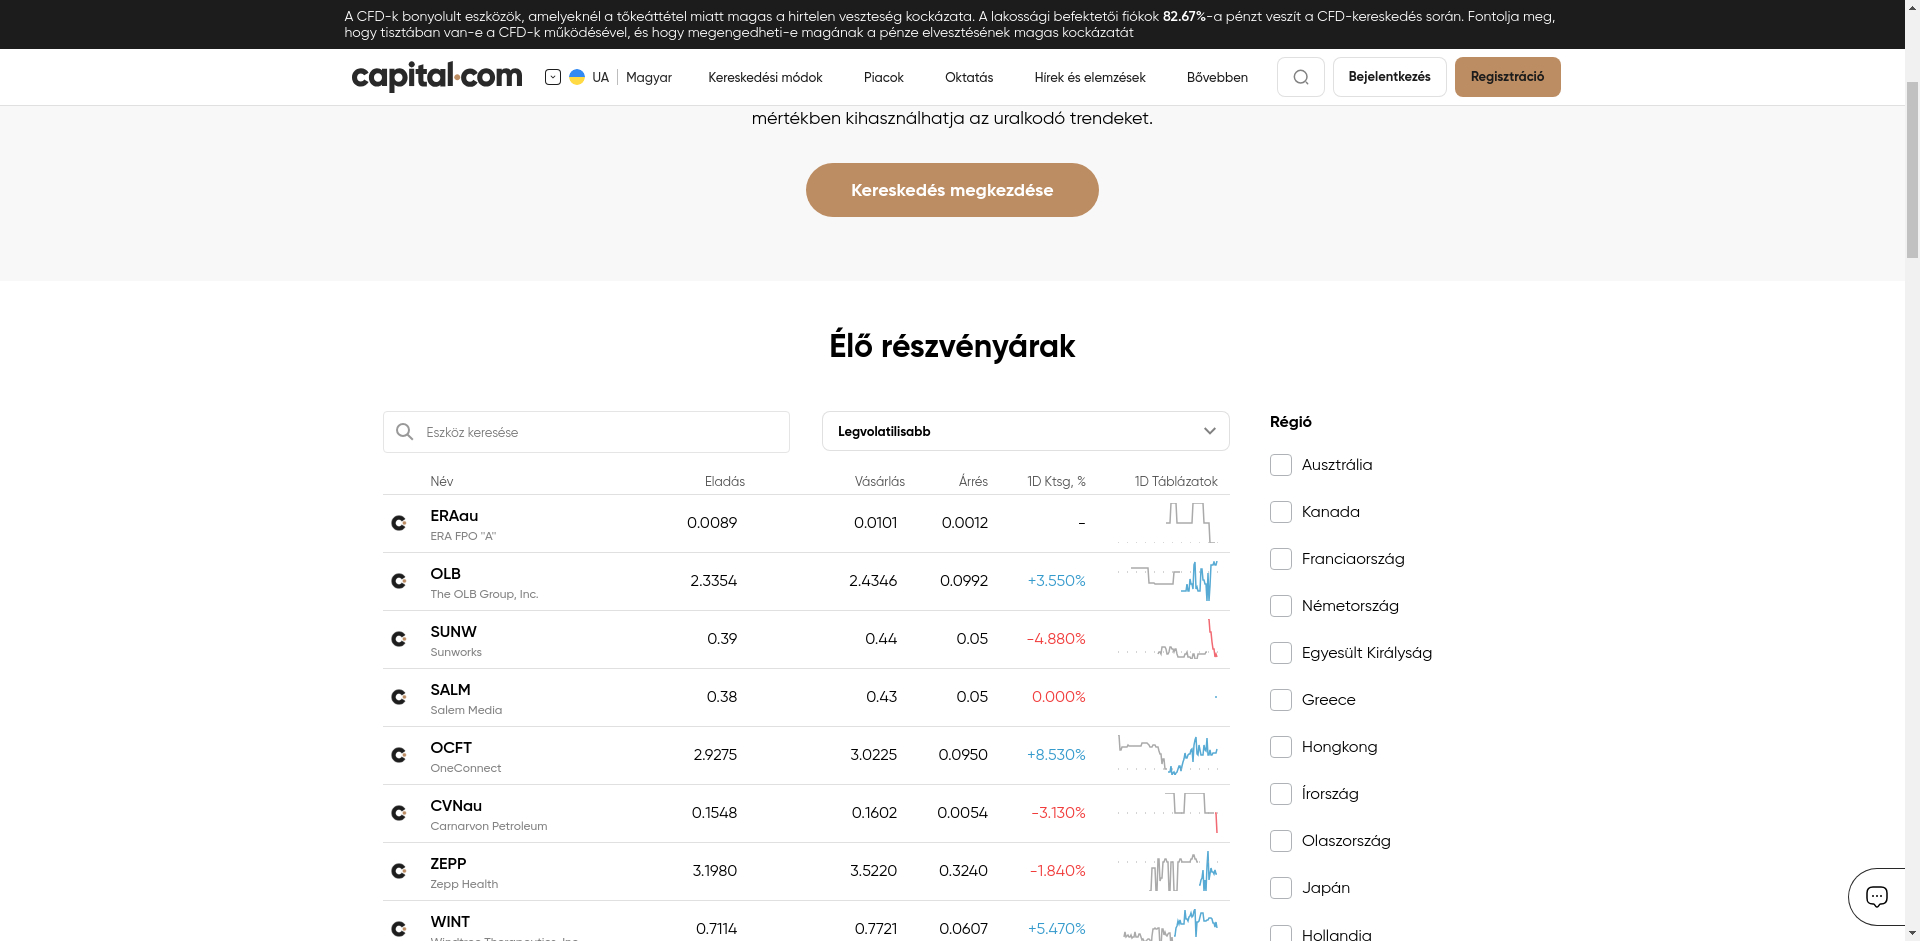 A CFD-k bonyolult eszközök, amelyeknél a tőkeáttétel miatt magas a hirtelen veszteség kockázata. A lakossági befektetői fiókok 82.67%-a pénzt veszít a CFD-kereskedés során. Fontolja meg,
hogy tisztában van-e a CFD-k működésével, és hogy megengedheti-e magának a pénze elvesztésének magas kockázatát
capital.com UA Magyar Kereskedési módok Piacok Oktatás Hírek és elemzések Bővebben Bejelentkezés Regisztráció
mértékben kihasználhatja az uralkodó trendeket.
Kereskedés megkezdése
Élő részvényárak
Eszköz keresése Legvolatilisabb
Név Eladás Vásárlás Árrés 1D Ktsg, % 1D Táblázatok
ERAau 0.0089 0.0101 0.0012 -
ERA FPO "A"
OLB 2.3354 2.4346 0.0992 +3.550%
The OLB Group, Inc.
SUNW 0.39 0.44 0.05 -4.880%
Sunworks
SALM 0.38 0.43 0.05 0.000%
Salem Media
OCFT 2.9275 3.0225 0.0950 +8.530%
OneConnect
CVNau 0.1548 0.1602 0.0054 -3.130%
Carnarvon Petroleum
ZEPP 3.1980 3.5220 0.3240 -1.840%
Zepp Health
WINT 0.7114 0.7721 0.0607 +5.470%
Windtree Therapeutics, Inc.
Régió
Ausztrália
Kanada
Franciaország
Németország
Egyesült Királyság
Greece
Hongkong
Írország
Olaszország
Japán
Hollandia